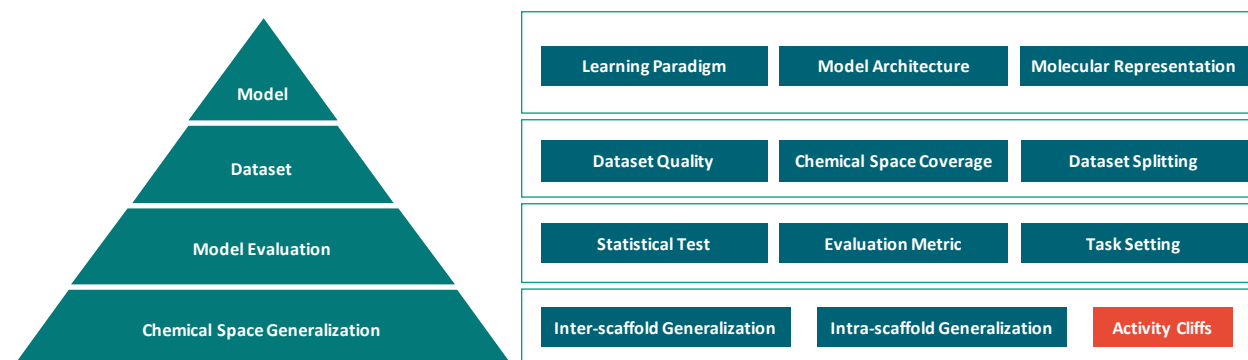 Model
Learning Paradigm
Model Architecture
Molecular Representation
Dataset
Dataset Quality
Chemical Space Coverage
Dataset Splitting
Model Evaluation
Statistical Test
Evaluation Metric
Task Setting
Chemical Space Generalization
Inter-scaffold Generalization
Intra-scaffold Generalization
Activity Cliffs